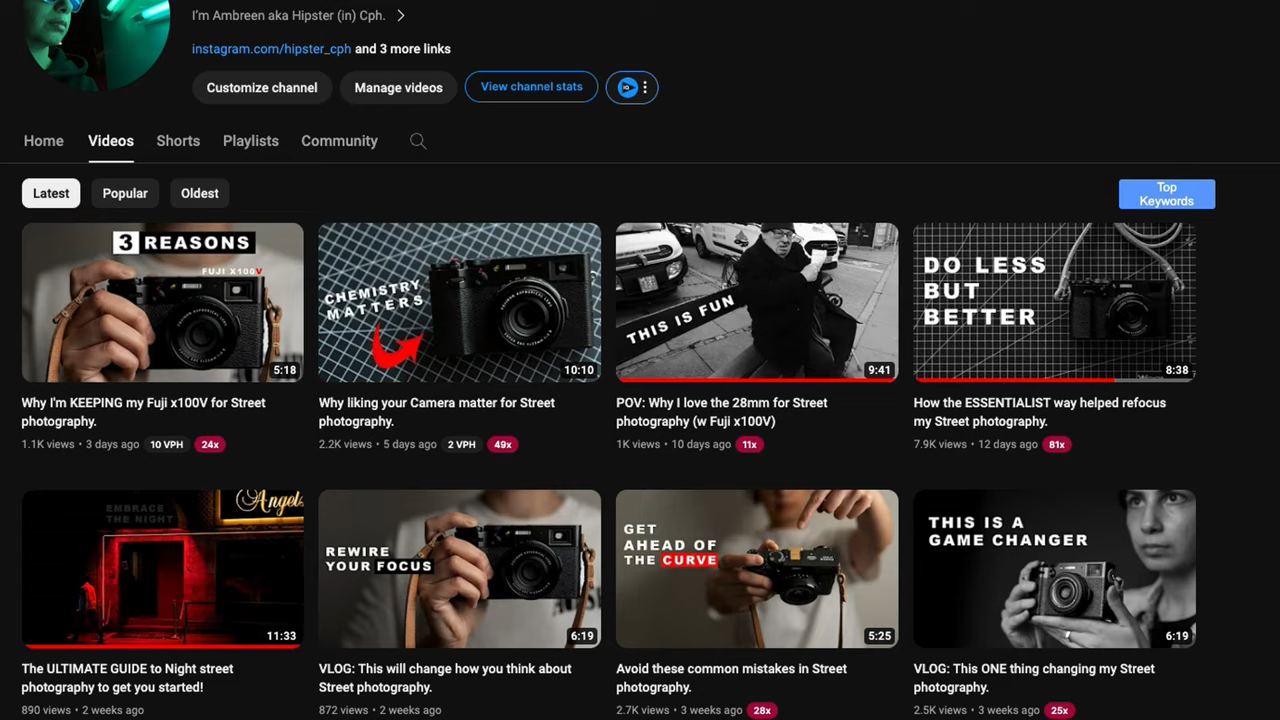 I'm Ambreen aka Hipster (in) Cph.
instagram.com/hipster_cph and 3 more links
Customize channel
Manage videos
View channel stats
Home
Videos
Shorts
Playlists
Community
Latest
Popular
Oldest
Top
Keywords
3 REASONS
FUJI X100V
5:18
CHEMISTRY
MATTERS
10:10
THIS IS FUN
9:41
DO LESS
BUT
BETTER
8:38
Why I'm KEEPING my Fuji x100V for Street
photography.
1.1K views • 3 days ago 10 VPH 24x
Why liking your Camera matter for Street
photography.
2.2K views • 5 days ago 2 VPH 49x
POV: Why I love the 28mm for Street
photography (w Fuji x100V)
1K views • 10 days ago 11x
How the ESSENTIALIST way helped refocus
my Street photography.
7.9K views • 12 days ago 81x
EMBRACE
THE NIGHT
Angels
11:33
REWIRE
YOUR FOCUS
6:19
GET
AHEAD OF
THE CURVE
5:25
THIS IS A
GAME CHANGER
6:19
The ULTIMATE GUIDE to Night street
photography to get you started!
890 views • 2 weeks ago
VLOG: This will change how you think about
Street photography.
872 views • 2 weeks ago
Avoid these common mistakes in Street
photography.
2.7K views • 3 weeks ago 28x
VLOG: This ONE thing changing my Street
photography.
2.5K views • 3 weeks ago 25x